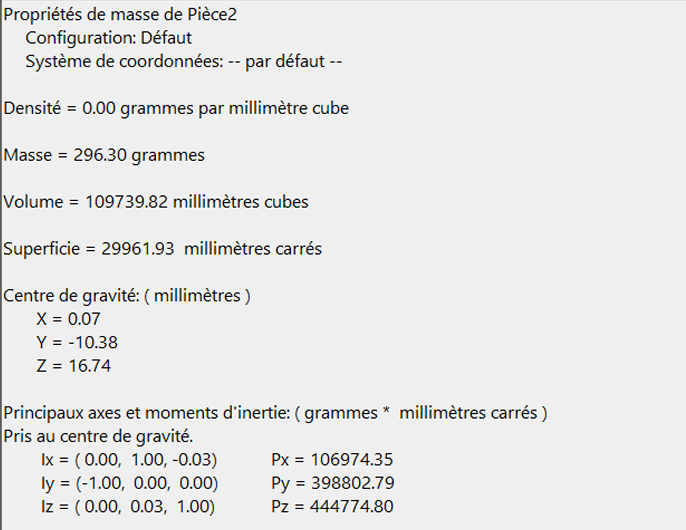 Propriétés de masse de Pièce2
Configuration: Défaut
Système de coordonnées: -- par défaut --
Densité = 0.00 grammes par millimètre cube
Masse = 296.30 grammes
Volume = 109739.82 millimètres cubes
Superficie = 29961.93 millimètres carrés
Centre de gravité: ( millimètres )
X = 0.07
Y = -10.38
Z = 16.74
Principaux axes et moments d'inertie: ( grammes * millimètres carrés )
Pris au centre de gravité.
Ix = ( 0.00, 1.00, -0.03) Px = 106974.35
Iy = (-1.00, 0.00, 0.00) Py = 398802.79
Iz = ( 0.00, 0.03, 1.00) Pz = 444774.80